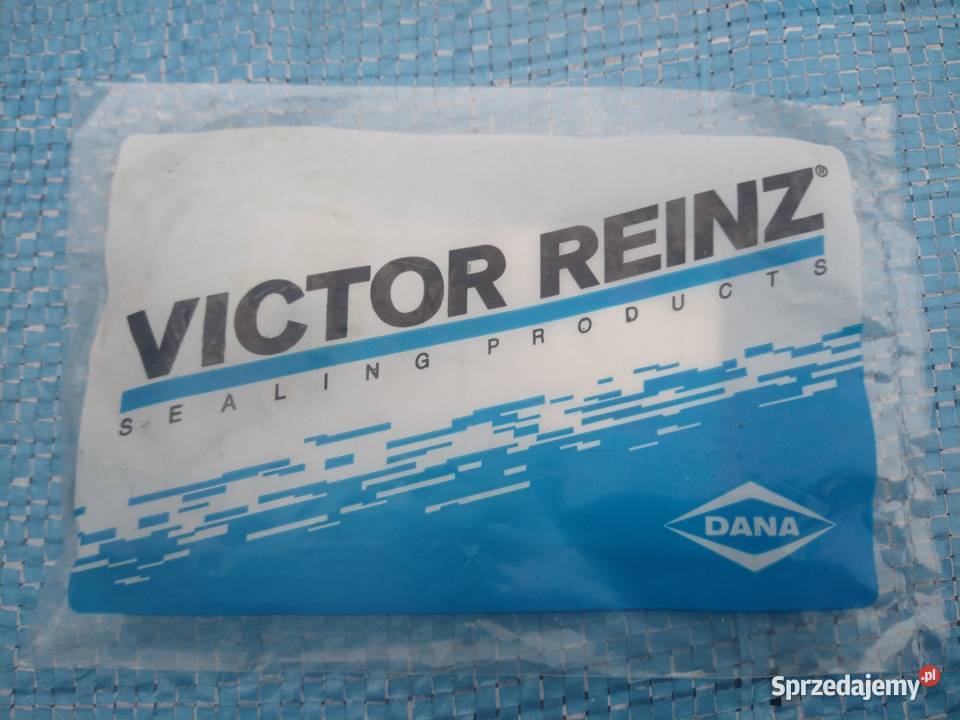 VICTOR REINZ®
SEALING PRODUCTS
DANA
Sprzedajemy.pl